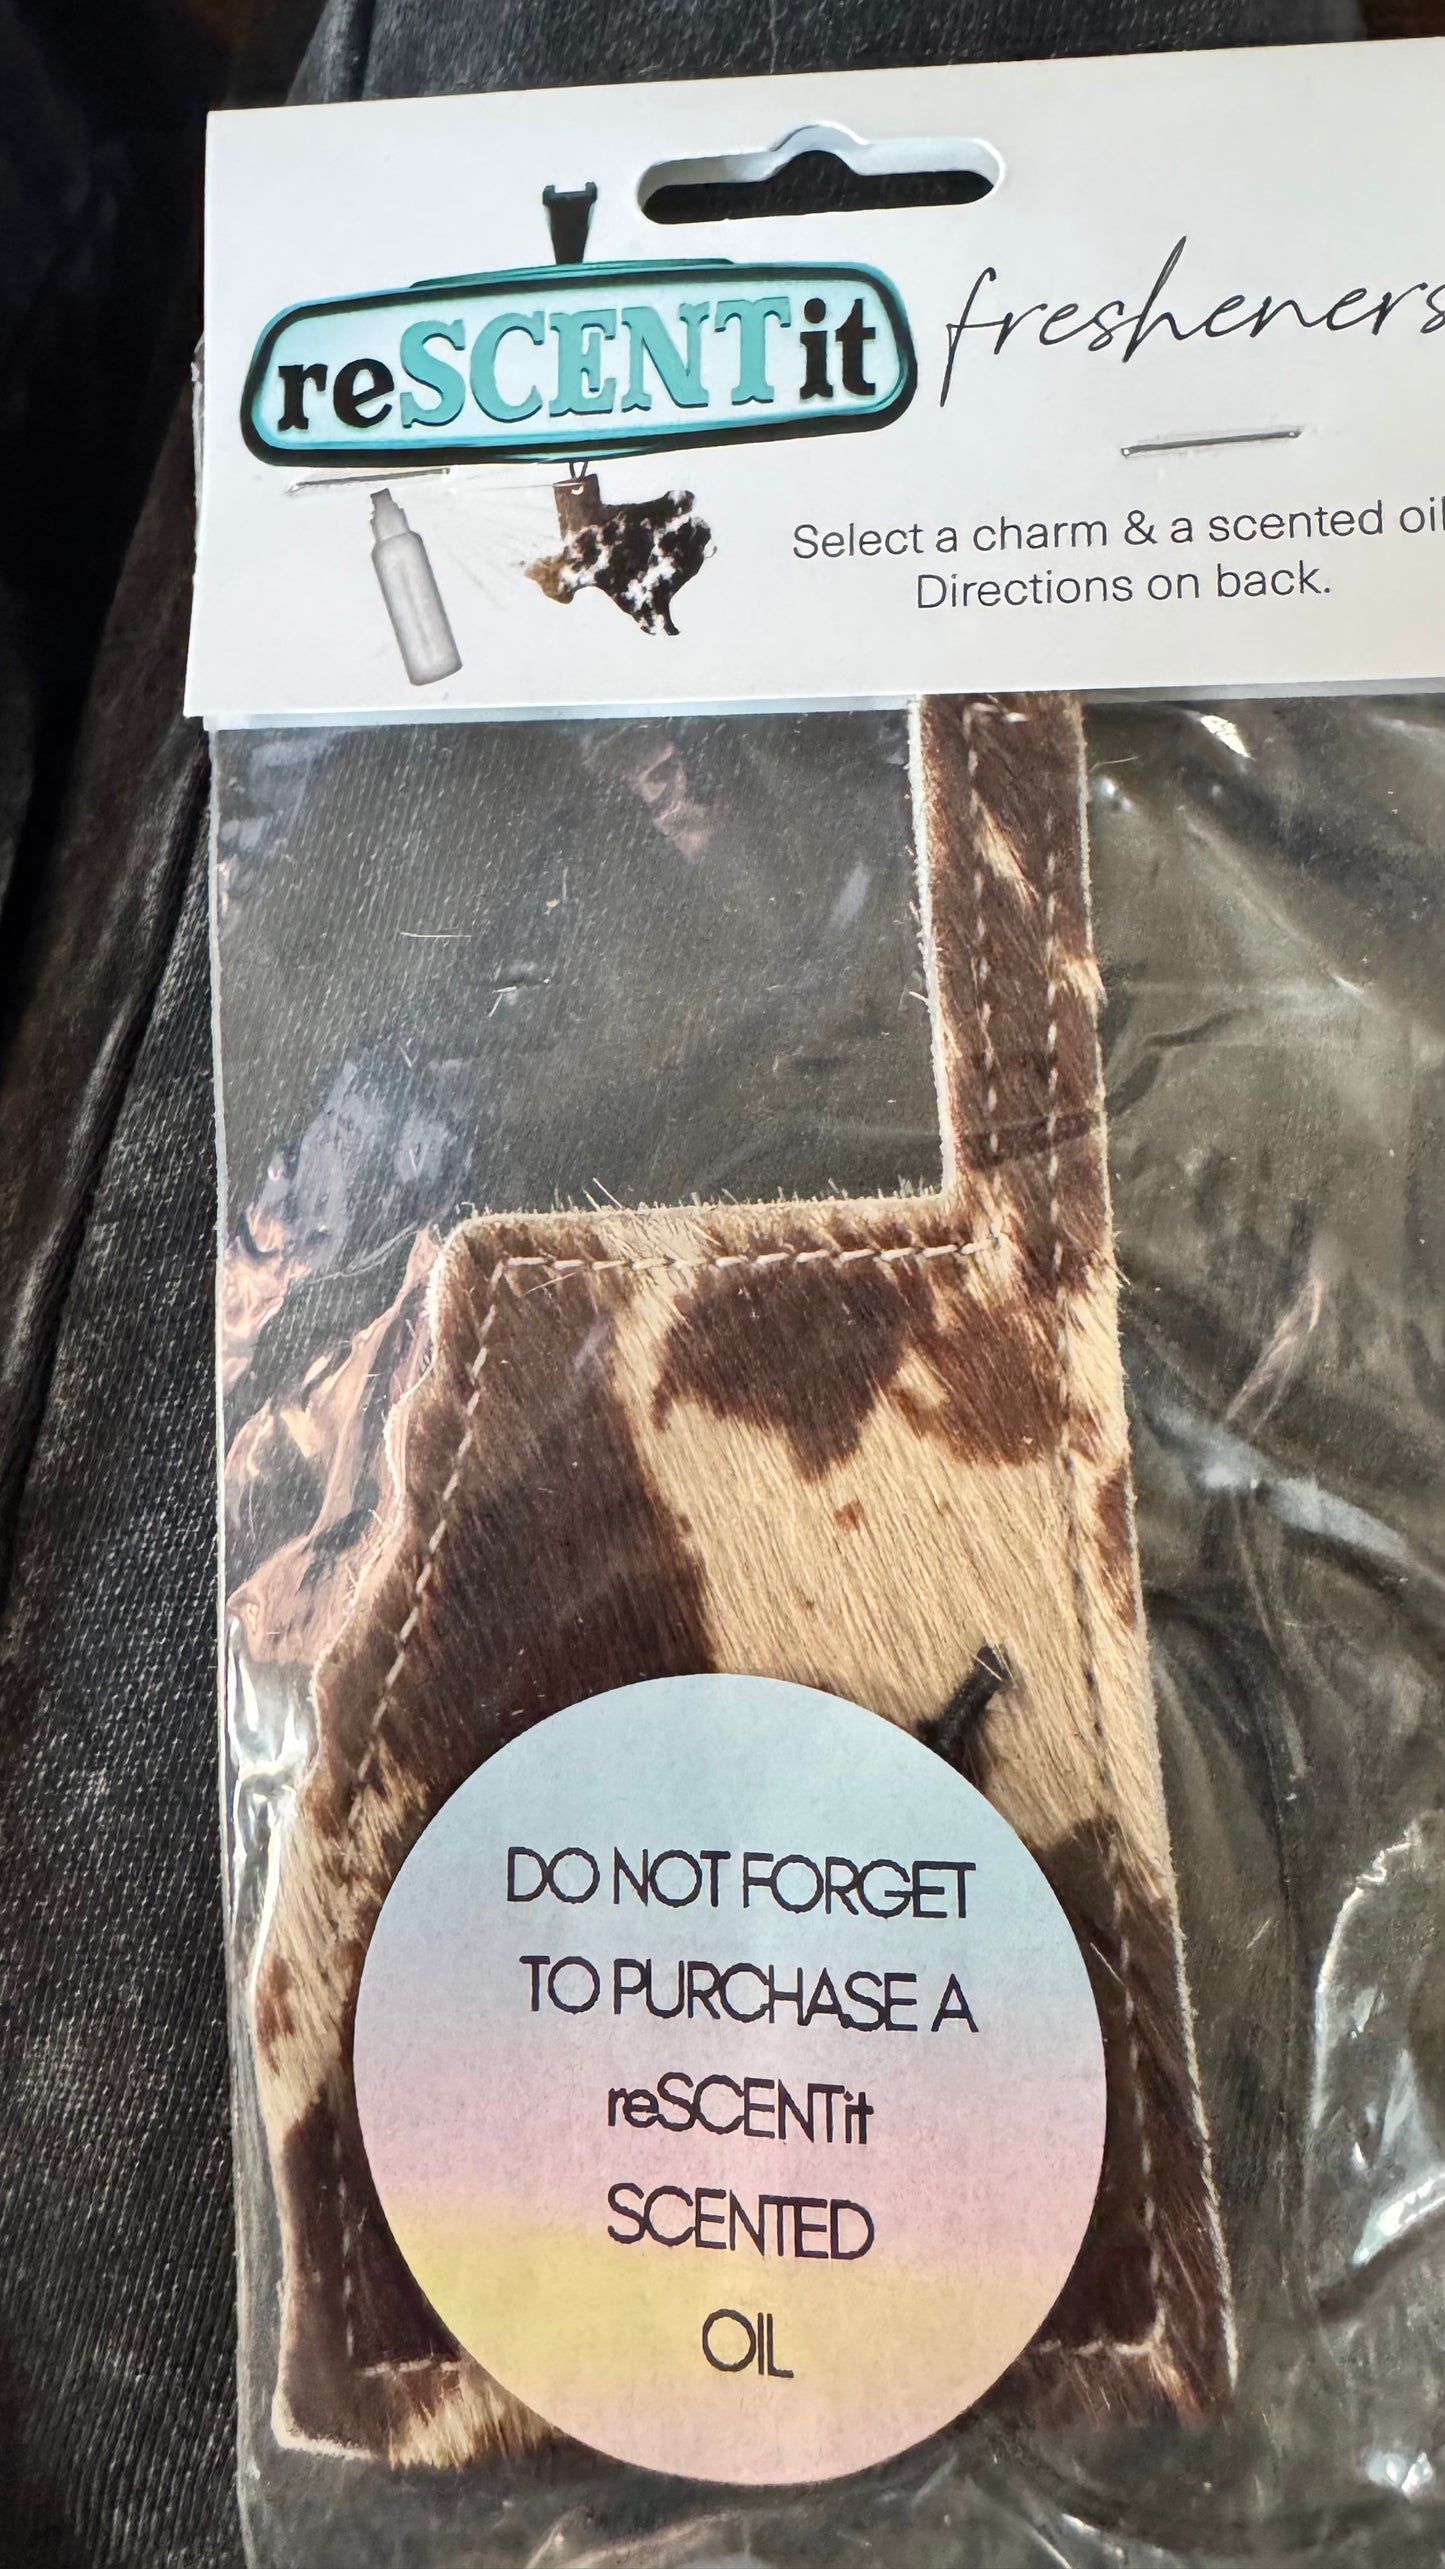 reSCENTit fresheners
Select a charm & a scented oil
Directions on back.
DO NOT FORGET
TO PURCHASE A
reSCENTit
SCENTED
OIL